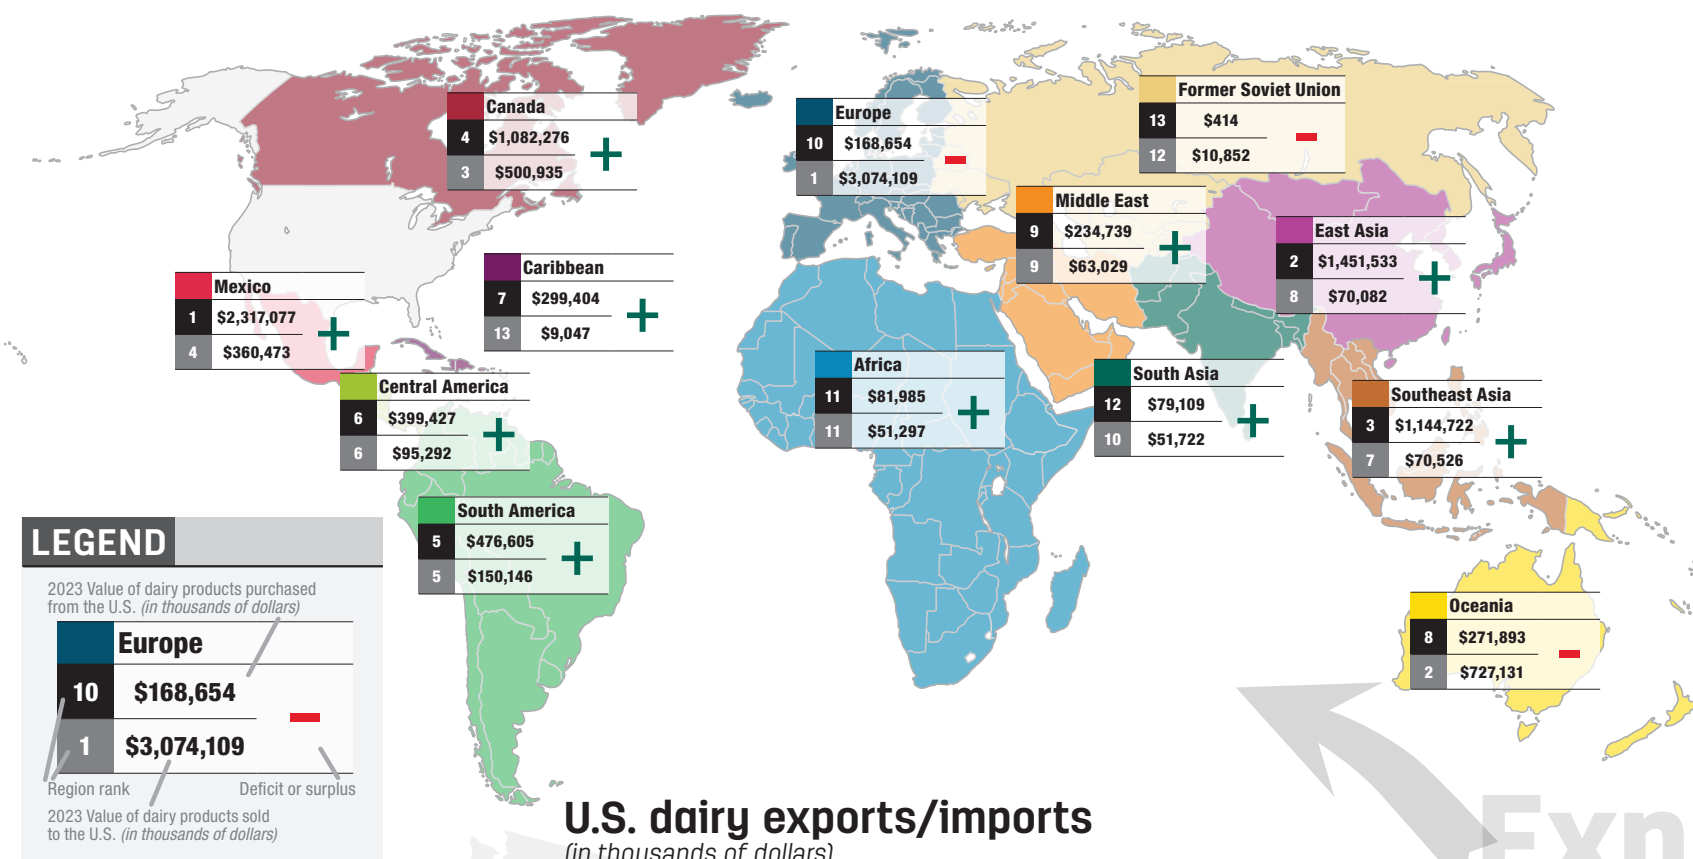 Canada
4 $1,082,276
3 $500,935
Europe
10 $168,654
1 $3,074,109
Former Soviet Union
13 $414
12 $10,852
Middle East
9 $234,739
9 $63,029
East Asia
2 $1,451,533
8 $70,082
Mexico
1 $2,317,077
4 $360,473
Caribbean
7 $299,404
13 $9,047
Central America
6 $399,427
6 $95,292
Africa
11 $81,985
11 $51,297
South Asia
12 $79,109
10 $51,722
Southeast Asia
3 $1,144,722
7 $70,526
South America
5 $476,605
5 $150,146
Oceania
8 $271,893
2 $727,131
LEGEND
2023 Value of dairy products purchased
from the U.S. (in thousands of dollars)
Europe
10 $168,654
1 $3,074,109
Region rank Deficit or surplus
2023 Value of dairy products sold
to the U.S. (in thousands of dollars)
U.S. dairy exports/imports
(in thousands of dollars)